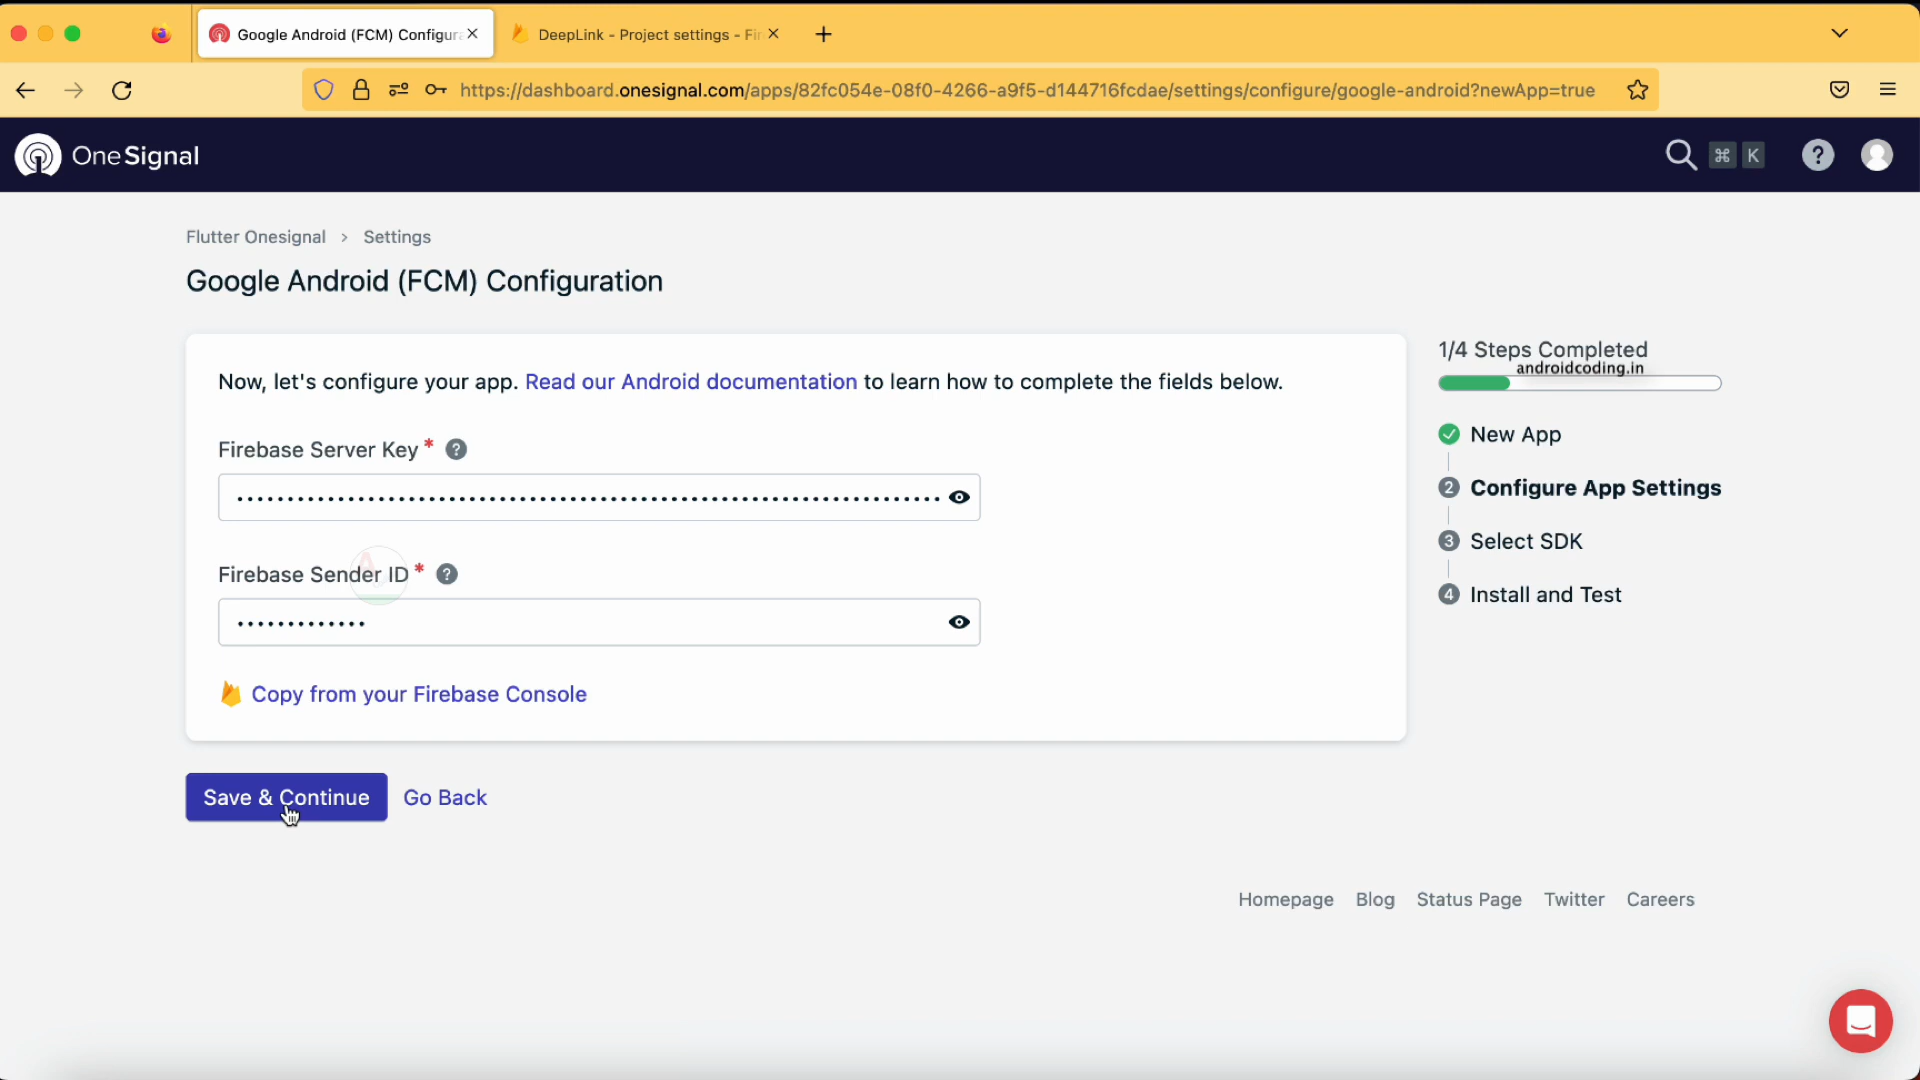 Google Android (FCM) Configura
DeepLink - Project settings - Fir
https://dashboard.onesignal.com/apps/82fc054e-08f0-4266-a9f5-d144716fcdae/settings/configure/google-android?newApp=true
OneSignal
⌘ K
?
Flutter Onesignal > Settings
Google Android (FCM) Configuration
Now, let's configure your app. Read our Android documentation to learn how to complete the fields below.
Firebase Server Key * ?
Firebase Sender ID * ?
Copy from your Firebase Console
Save & Continue
Go Back
1/4 Steps Completed
androidcoding.in
New App
2 Configure App Settings
3 Select SDK
4 Install and Test
Homepage Blog Status Page Twitter Careers